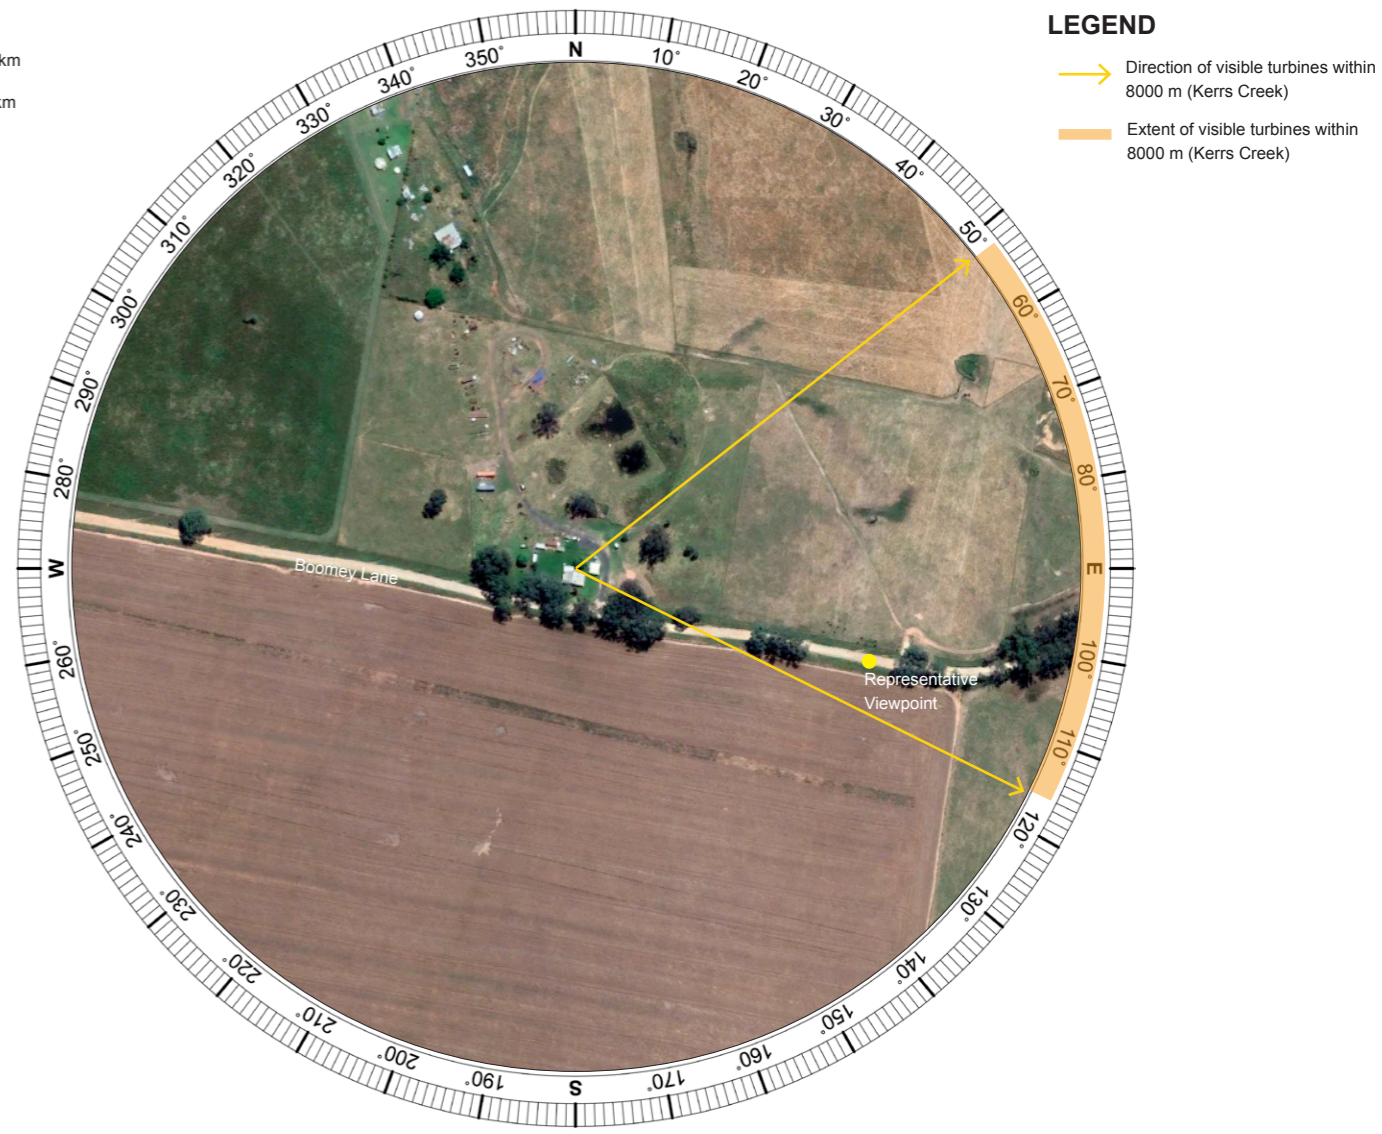 km
km
LEGEND
Direction of visible turbines within
8000 m (Kerrs Creek)
Extent of visible turbines within
8000 m (Kerrs Creek)
N
10°
20°
30°
40°
50°
60°
70°
80°
E
100°
110°
120°
130°
140°
150°
160°
170°
S
190°
200°
210°
220°
230°
240°
250°
260°
W
280°
290°
300°
310°
320°
330°
340°
350°
Boomey Lane
Representative
Viewpoint